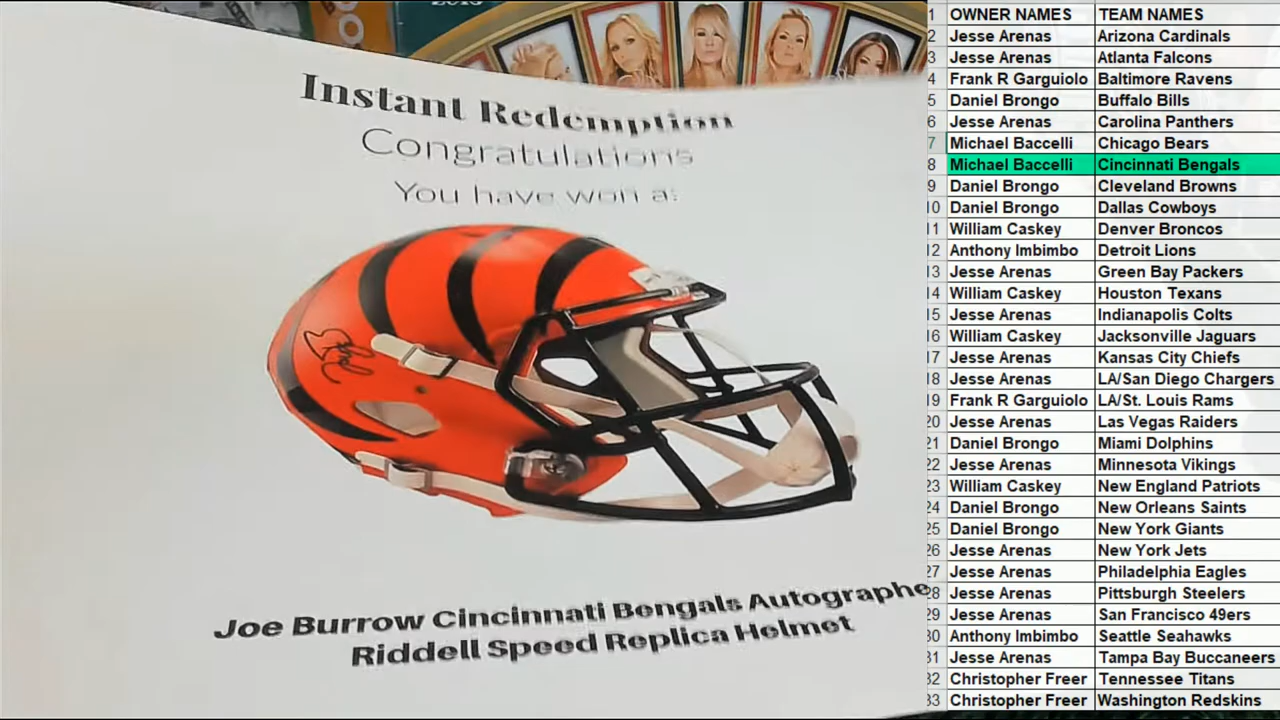 Instant Redemption
Congratulations
You have won a:
Joe Burrow Cincinnati Bengals Autographe
Riddell Speed Replica Helmet
1 OWNER NAMES TEAM NAMES
2 Jesse Arenas Arizona Cardinals
3 Jesse Arenas Atlanta Falcons
4 Frank R Garguiolo Baltimore Ravens
5 Daniel Brongo Buffalo Bills
6 Jesse Arenas Carolina Panthers
7 Michael Baccelli Chicago Bears
8 Michael Baccelli Cincinnati Bengals
9 Daniel Brongo Cleveland Browns
10 Daniel Brongo Dallas Cowboys
11 William Caskey Denver Broncos
12 Anthony Imbimbo Detroit Lions
13 Jesse Arenas Green Bay Packers
14 William Caskey Houston Texans
15 Jesse Arenas Indianapolis Colts
16 William Caskey Jacksonville Jaguars
17 Jesse Arenas Kansas City Chiefs
18 Jesse Arenas LA/San Diego Chargers
19 Frank R Garguiolo LA/St. Louis Rams
20 Jesse Arenas Las Vegas Raiders
21 Daniel Brongo Miami Dolphins
22 Jesse Arenas Minnesota Vikings
23 William Caskey New England Patriots
24 Daniel Brongo New Orleans Saints
25 Daniel Brongo New York Giants
26 Jesse Arenas New York Jets
27 Jesse Arenas Philadelphia Eagles
28 Jesse Arenas Pittsburgh Steelers
29 Jesse Arenas San Francisco 49ers
30 Anthony Imbimbo Seattle Seahawks
31 Jesse Arenas Tampa Bay Buccaneers
32 Christopher Freer Tennessee Titans
33 Christopher Freer Washington Redskins